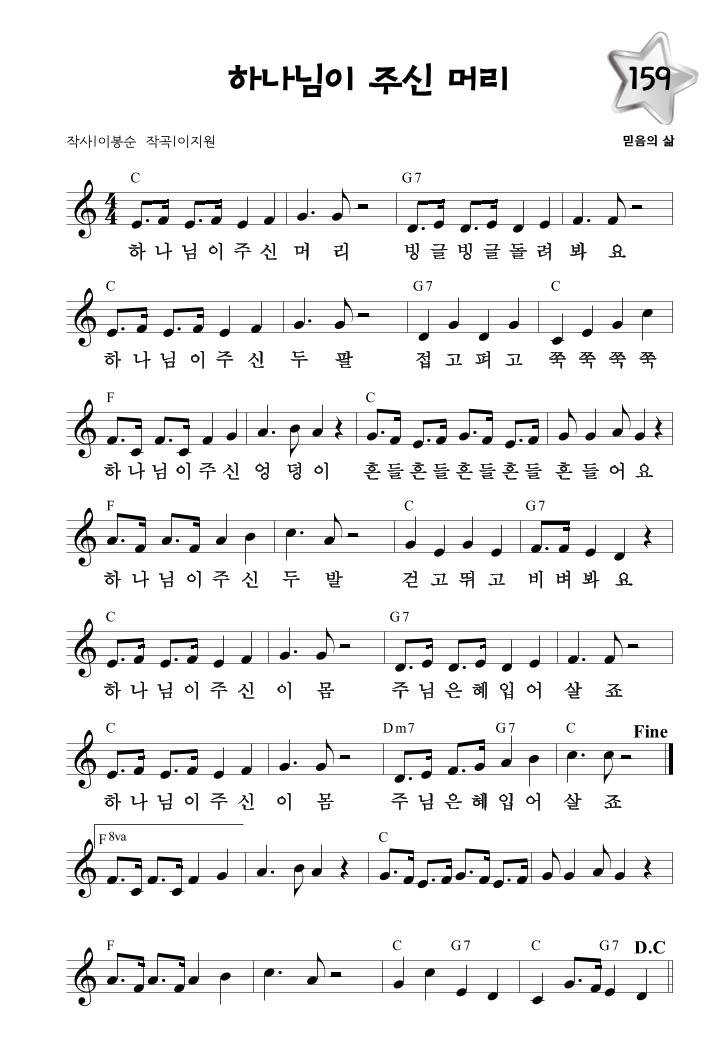 하나님이 주신 머리
159
작사|이봉순 작곡|이지원
믿음의 삶
C G7
하 나 님 이 주 신 머 리 빙 글 빙 글 돌 려 봐 요
C G7 C
하 나 님 이 주 신 두 팔 접 고 펴 고 쭉 쭉 쭉 쭉
F C
하 나 님 이 주 신 엉 덩 이 흔 들 흔 들 흔 들 흔 들 흔 들 어 요
F C G7
하 나 님 이 주 신 두 발 걷 고 뛰 고 비 벼 봐 요
C G7
하 나 님 이 주 신 이 몸 주 님 은 혜 입 어 살 죠
C Dm7 G7 C Fine
하 나 님 이 주 신 이 몸 주 님 은 혜 입 어 살 죠
F 8va C
F C G7 C G7 D.C